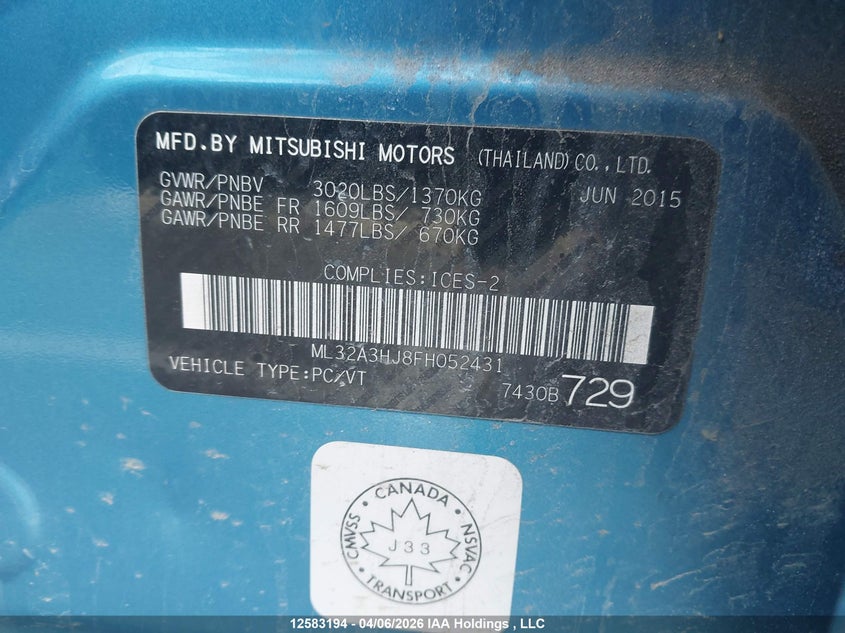 MFD.BY MITSUBISHI MOTORS (THAILAND)CO.,LTD.
GVWR/PNBV 3020LBS/1370KG JUN 2015
GAWR/PNBE FR 1609LBS/ 730KG
GAWR/PNBE RR 1477LBS/ 670KG
COMPLIES:ICES-2
ML32A3HJ8FH052431
VEHICLE TYPE:PC/VT 7430B 729
CANADA
CMVSS J33 NSVAC
TRANSPORT
12583194 - 04/06/2026 IAA Holdings , LLC